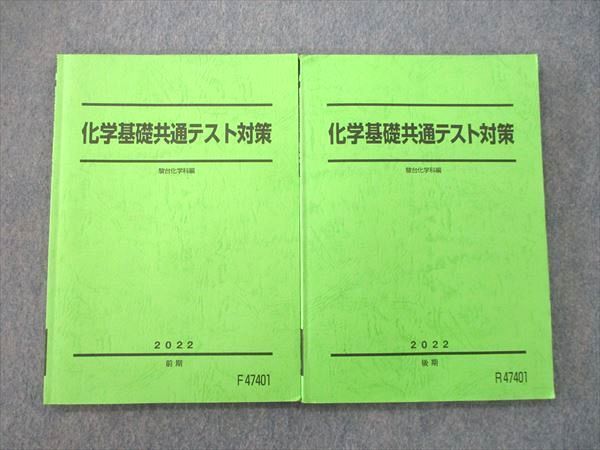 化学基礎共通テスト対策
駿台化学科編
2022
前期
F47401
化学基礎共通テスト対策
駿台化学科編
2022
後期
R47401